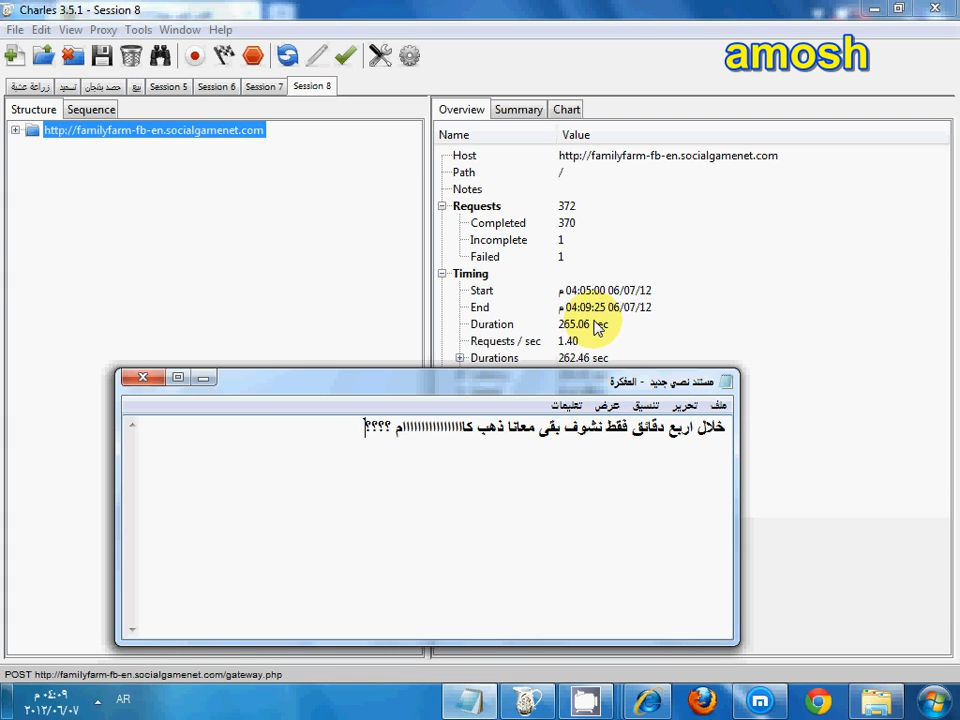 Charles 3.5.1 - Session 8
File Edit View Proxy Tools Window Help
amosh
زراعة عشبة تسعيد حصد بتنجان بيع Session 5 Session 6 Session 7 Session 8
Structure Sequence
http://familyfarm-fb-en.socialgamenet.com
Overview Summary Chart
Name Value
Host http://familyfarm-fb-en.socialgamenet.com
Path /
Notes
Requests 372
Completed 370
Incomplete 1
Failed 1
Timing
Start 04:05:00 06/07/12 م
End 04:09:25 06/07/12 م
Duration 265.06 sec
Requests / sec 1.40
Durations 262.46 sec
مستند نصي جديد - المفكرة
ملف تحرير تنسيق عرض تعليمات
خلال اربع دقائق فقط نشوف بقى معانا ذهب كااااااااااااااااام ؟؟؟؟
POST http://familyfarm-fb-en.socialgamenet.com/gateway.php
٠٤:٠٩ م
٢٠١٢/٠٦/٠٧
AR